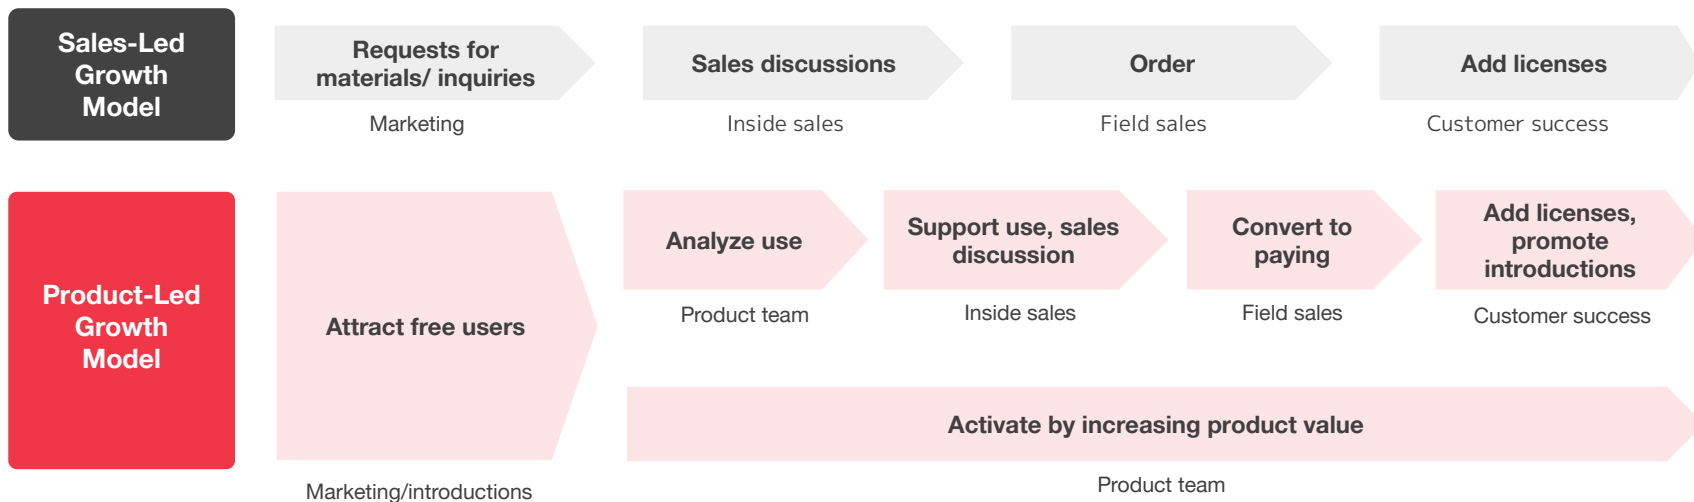 Sales-Led
Growth
Model
Requests for
materials/ inquiries
Marketing
Sales discussions
Inside sales
Order
Field sales
Add licenses
Customer success
Product-Led
Growth
Model
Attract free users
Marketing/introductions
Analyze use
Product team
Support use, sales
discussion
Inside sales
Convert to
paying
Field sales
Add licenses,
promote
introductions
Customer success
Activate by increasing product value
Product team